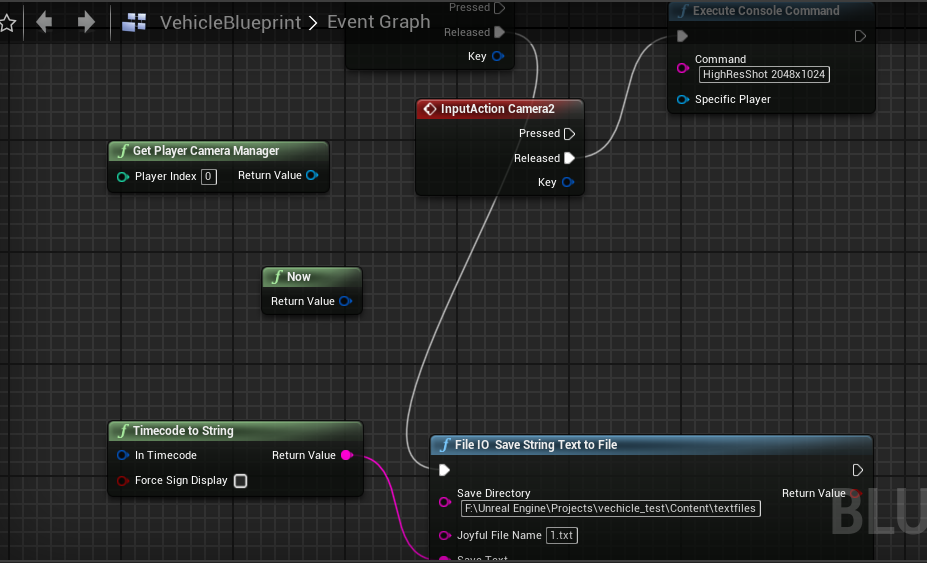 VehicleBlueprint > Event Graph
Pressed
Released
Key
Execute Console Command
Command
HighResShot 2048x1024
Specific Player
InputAction Camera2
Pressed
Released
Key
Get Player Camera Manager
Player Index 0 Return Value
Now
Return Value
Timecode to String
In Timecode Return Value
Force Sign Display
File IO Save String Text to File
Save Directory Return Value
F:\Unreal Engine\Projects\vechicle_test\Content\textfiles
Joyful File Name 1.txt
Save Text
BLU